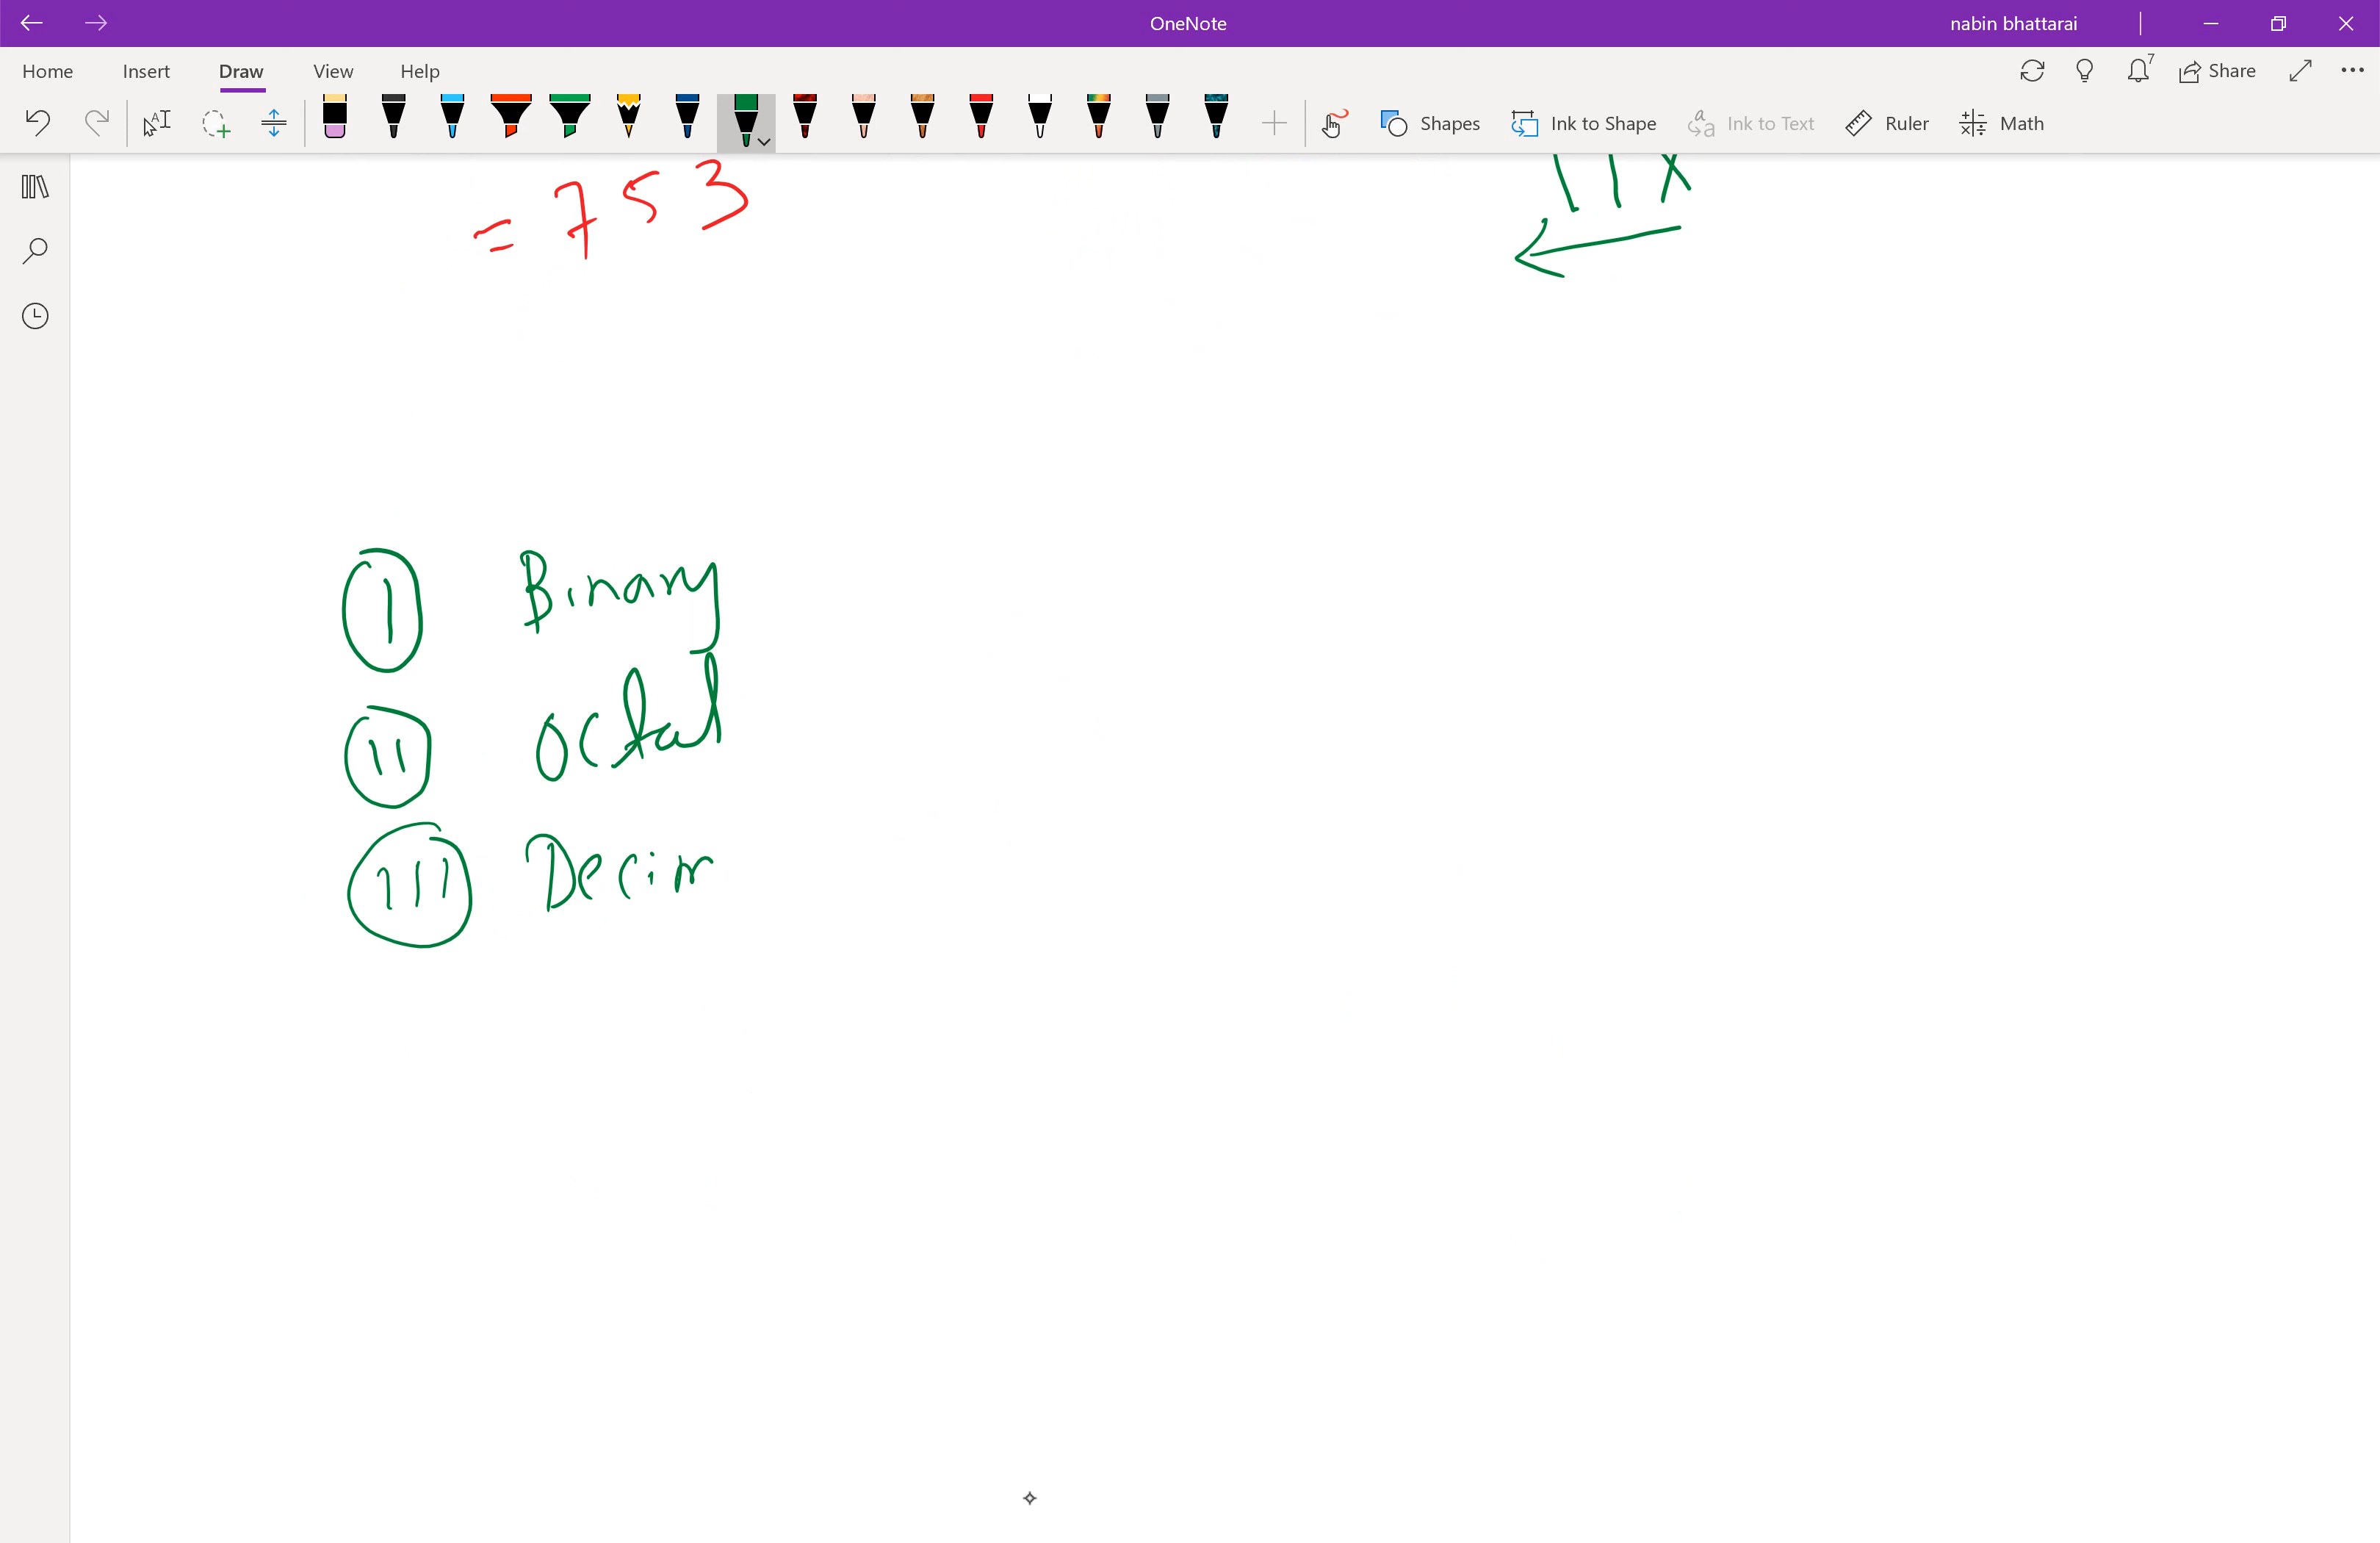 OneNote
nabin bhattarai
Home Insert Draw View Help
7 Share
Shapes Ink to Shape Ink to Text Ruler Math
= 753
I Binary
II Octal
III Decim